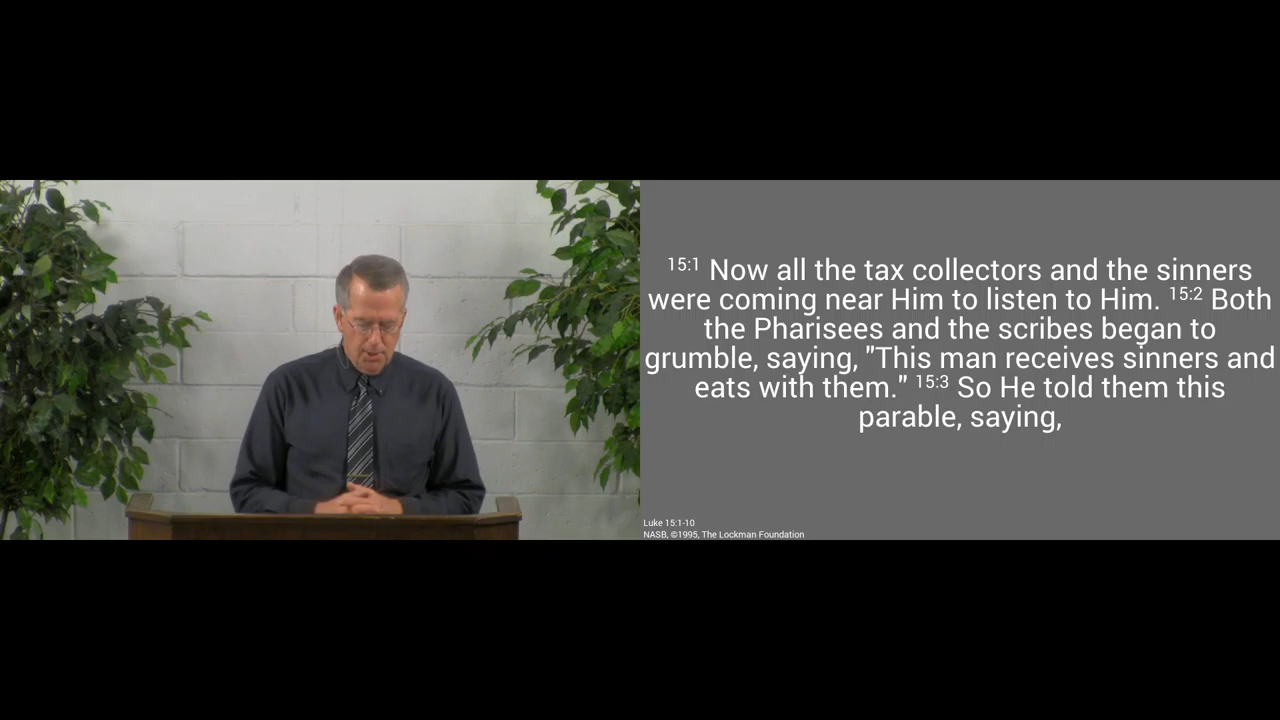 15:1 Now all the tax collectors and the sinners
were coming near Him to listen to Him. 15:2 Both
the Pharisees and the scribes began to
grumble, saying, "This man receives sinners and
eats with them." 15:3 So He told them this
parable, saying,
Luke 15:1-10
NASB, ©1995, The Lockman Foundation